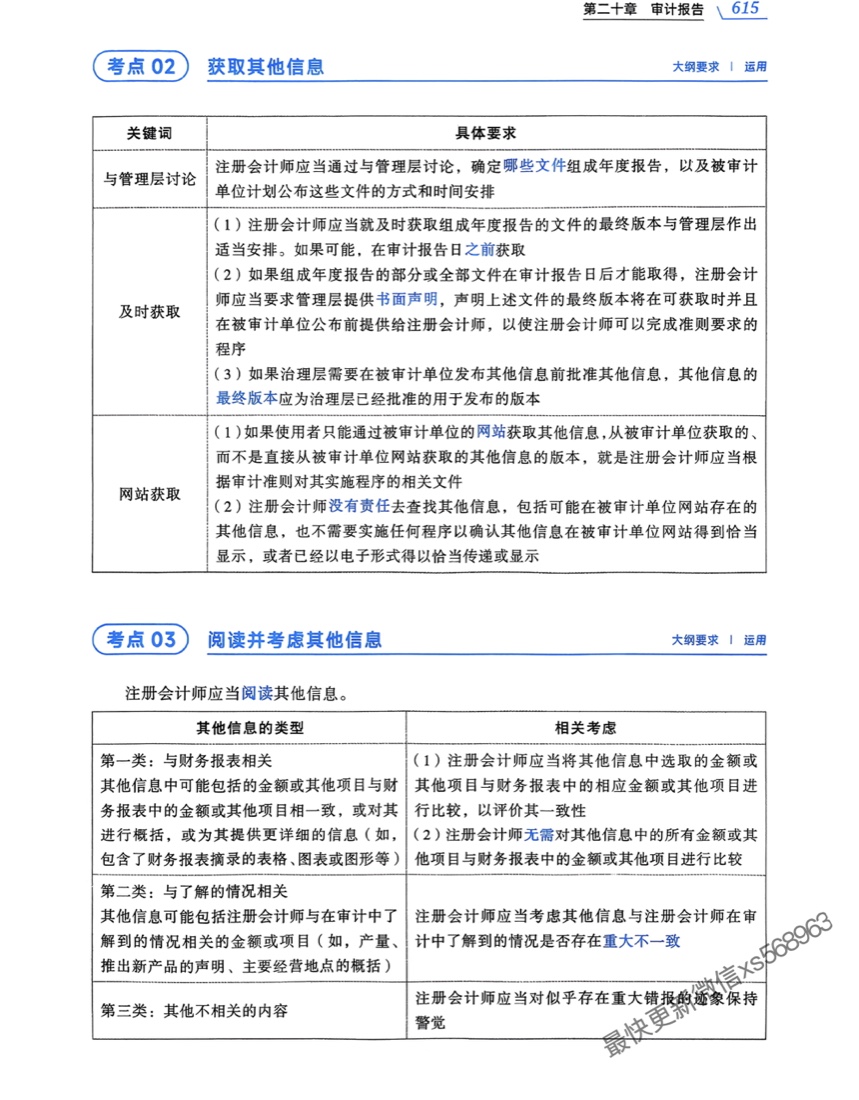 第二十章 审计报告 615
考点 02 获取其他信息 大纲要求 | 运用
关键词 具体要求
与管理层讨论
注册会计师应当通过与管理层讨论，确定哪些文件组成年度报告，以及被审计
单位计划公布这些文件的方式和时间安排
及时获取
（1）注册会计师应当就及时获取组成年度报告的文件的最终版本与管理层作出
适当安排。如果可能，在审计报告日之前获取
（2）如果组成年度报告的部分或全部文件在审计报告日后才能取得，注册会计
师应当要求管理层提供书面声明，声明上述文件的最终版本将在可获取时并且
在被审计单位公布前提供给注册会计师，以使注册会计师可以完成准则要求的
程序
（3）如果治理层需要在被审计单位发布其他信息前批准其他信息，其他信息的
最终版本应为治理层已经批准的用于发布的版本
网站获取
（1）如果使用者只能通过被审计单位的网站获取其他信息，从被审计单位获取的、
而不是直接从被审计单位网站获取的其他信息的版本，就是注册会计师应当根
据审计准则对其实施程序的相关文件
（2）注册会计师没有责任去查找其他信息，包括可能在被审计单位网站存在的
其他信息，也不需要实施任何程序以确认其他信息在被审计单位网站得到恰当
显示，或者已经以电子形式得以恰当传递或显示
考点 03 阅读并考虑其他信息 大纲要求 | 运用
注册会计师应当阅读其他信息。
其他信息的类型 相关考虑
第一类：与财务报表相关
其他信息中可能包括的金额或其他项目与财
务报表中的金额或其他项目相一致，或对其
进行概括，或为其提供更详细的信息（如，
包含了财务报表摘录的表格、图表或图形等）
（1）注册会计师应当将其他信息中选取的金额或
其他项目与财务报表中的相应金额或其他项目进
行比较，以评价其一致性
（2）注册会计师无需对其他信息中的所有金额或其
他项目与财务报表中的金额或其他项目进行比较
第二类：与了解的情况相关
其他信息可能包括注册会计师与在审计中了
解到的情况相关的金额或项目（如，产量、
推出新产品的声明、主要经营地点的概括）
注册会计师应当考虑其他信息与注册会计师在审
计中了解到的情况是否存在重大不一致
第三类：其他不相关的内容
注册会计师应当对似乎存在重大错报的迹象保持
警觉
最快更新微信xs568963